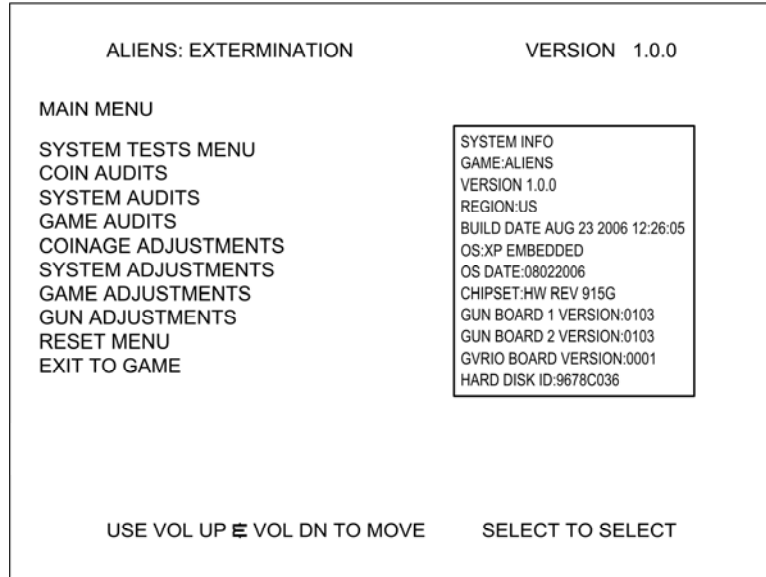 ALIENS: EXTERMINATION VERSION 1.0.0
MAIN MENU
SYSTEM TESTS MENU
COIN AUDITS
SYSTEM AUDITS
GAME AUDITS
COINAGE ADJUSTMENTS
SYSTEM ADJUSTMENTS
GAME ADJUSTMENTS
GUN ADJUSTMENTS
RESET MENU
EXIT TO GAME
SYSTEM INFO
GAME:ALIENS
VERSION 1.0.0
REGION:US
BUILD DATE AUG 23 2006 12:26:05
OS:XP EMBEDDED
OS DATE:08022006
CHIPSET:HW REV 915G
GUN BOARD 1 VERSION:0103
GUN BOARD 2 VERSION:0103
GVRIO BOARD VERSION:0001
HARD DISK ID:9678C036
USE VOL UP & VOL DN TO MOVE SELECT TO SELECT